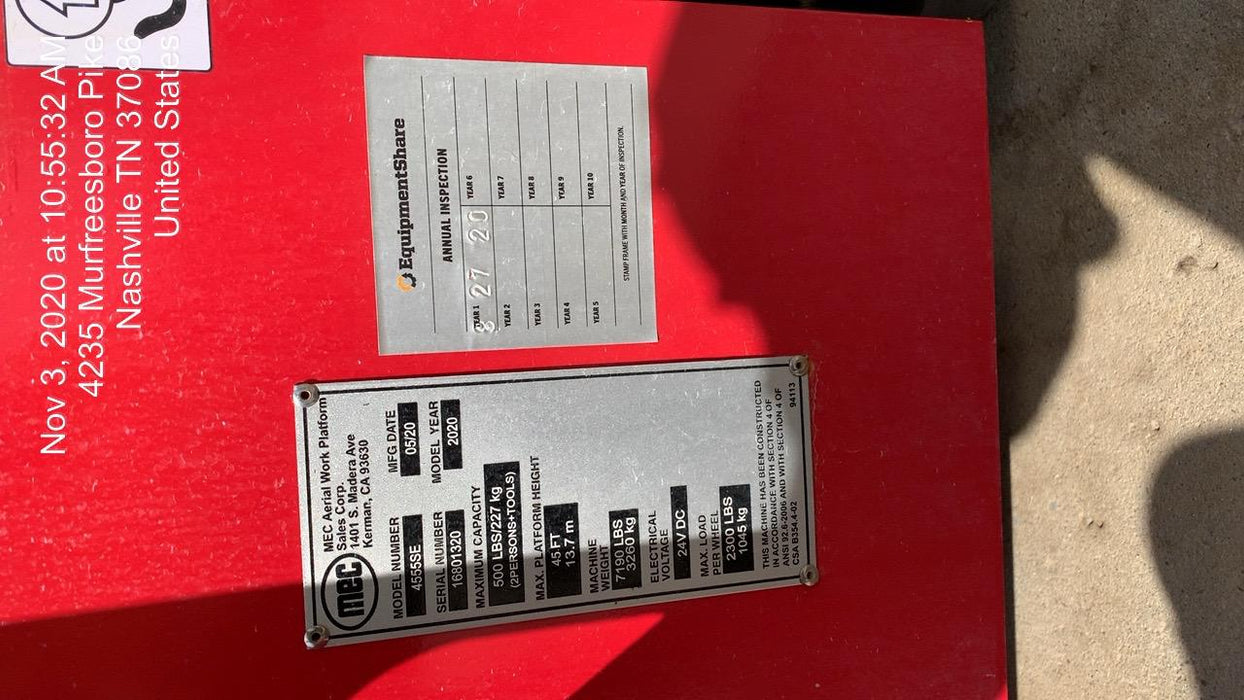 Nov 3, 2020 at 10:55:32 AM
4235 Murfreesboro Pike
Nashville TN 37086
United States
EquipmentShare
ANNUAL INSPECTION
YEAR 1
8 27 20
YEAR 6
YEAR 2
YEAR 7
YEAR 3
YEAR 8
YEAR 4
YEAR 9
YEAR 5
YEAR 10
STAMP FRAME WITH MONTH AND YEAR OF INSPECTION.
MEC
MEC Aerial Work Platform
Sales Corp.
1401 S. Madera Ave
Kerman, CA 93630
MODEL NUMBER
4555SE
MFG DATE
05/20
SERIAL NUMBER
16801320
MODEL YEAR
2020
MAXIMUM CAPACITY
500 LBS/227 kg
(2PERSONS+TOOLS)
MAX. PLATFORM HEIGHT
45 FT
13.7 m
MACHINE
WEIGHT
7190 LBS
3260 kg
ELECTRICAL
VOLTAGE
24V DC
MAX. LOAD
PER WHEEL
2300 LBS
1045 kg
THIS MACHINE HAS BEEN CONSTRUCTED
IN ACCORDANCE WITH SECTION 4 OF
ANSI 92.6-2006 AND WITH SECTION 4 OF
CSA B354.4-02
94113